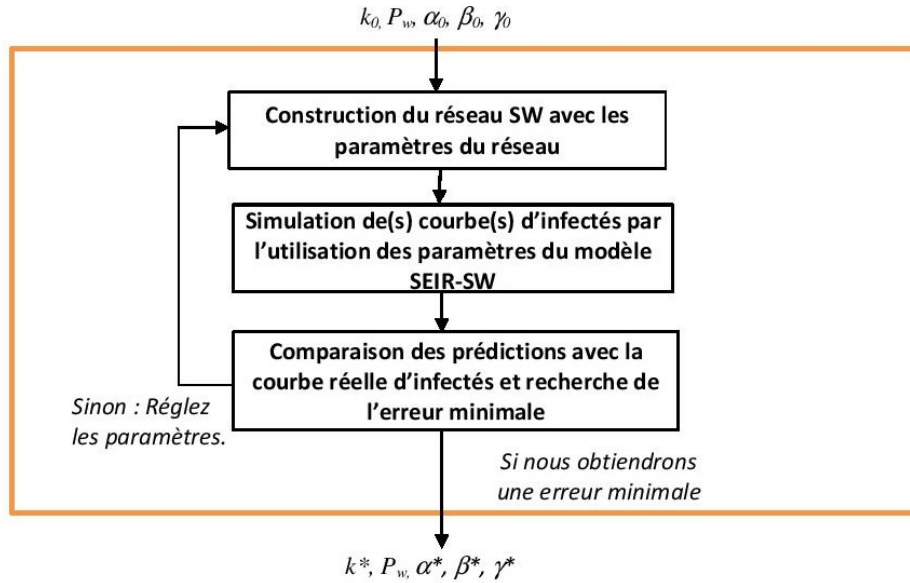 k0, Pw, α0, β0, γ0
Construction du réseau SW avec les
paramètres du réseau
Simulation de(s) courbe(s) d’infectés par
l’utilisation des paramètres du modèle
SEIR-SW
Comparaison des prédictions avec la
courbe réelle d’infectés et recherche de
l’erreur minimale
Sinon : Réglez
les paramètres.
Si nous obtiendrons
une erreur minimale
k*, Pw, α*, β*, γ*